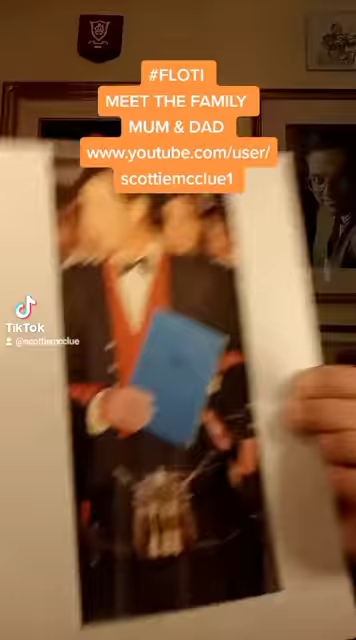 #FLOTI
MEET THE FAMILY
MUM & DAD
www.youtube.com/user/
scottiemcclue1
TikTok
@scottiemcclue